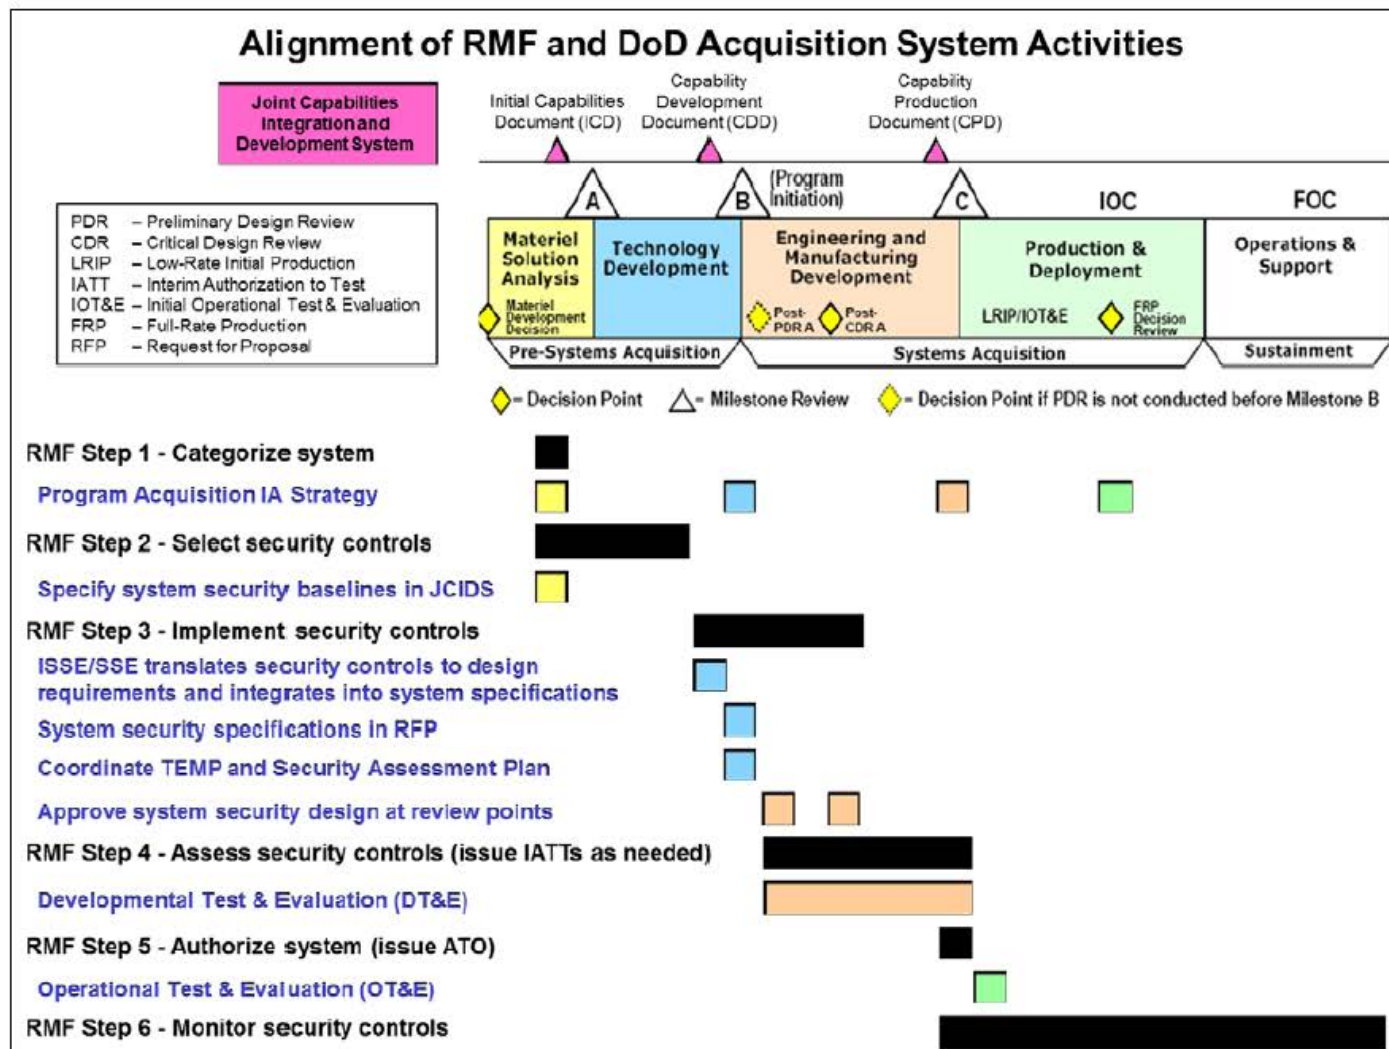 Alignment of RMF and DoD Acquisition System Activities
Joint Capabilities
Integration and
Development System
Initial Capabilities
Document (ICD)
Capability
Development
Document (CDD)
Capability
Production
Document (CPD)
A
B
(Program
Initiation)
C
IOC
FOC
PDR – Preliminary Design Review
CDR – Critical Design Review
LRIP – Low-Rate Initial Production
IATT – Interim Authorization to Test
IOT&E – Initial Operational Test & Evaluation
FRP – Full-Rate Production
RFP – Request for Proposal
Materiel
Solution
Analysis
Materiel
Development
Decision
Technology
Development
Engineering and
Manufacturing
Development
Post-
PDR A
Post-
CDR A
Production &
Deployment
LRIP/IOT&E
FRP
Decision
Review
Operations &
Support
Pre-Systems Acquisition
Systems Acquisition
Sustainment
= Decision Point
= Milestone Review
= Decision Point if PDR is not conducted before Milestone B
RMF Step 1 - Categorize system
Program Acquisition IA Strategy
RMF Step 2 - Select security controls
Specify system security baselines in JCIDS
RMF Step 3 - Implement security controls
ISSE/SSE translates security controls to design
requirements and integrates into system specifications
System security specifications in RFP
Coordinate TEMP and Security Assessment Plan
Approve system security design at review points
RMF Step 4 - Assess security controls (issue IATTs as needed)
Developmental Test & Evaluation (DT&E)
RMF Step 5 - Authorize system (issue ATO)
Operational Test & Evaluation (OT&E)
RMF Step 6 - Monitor security controls